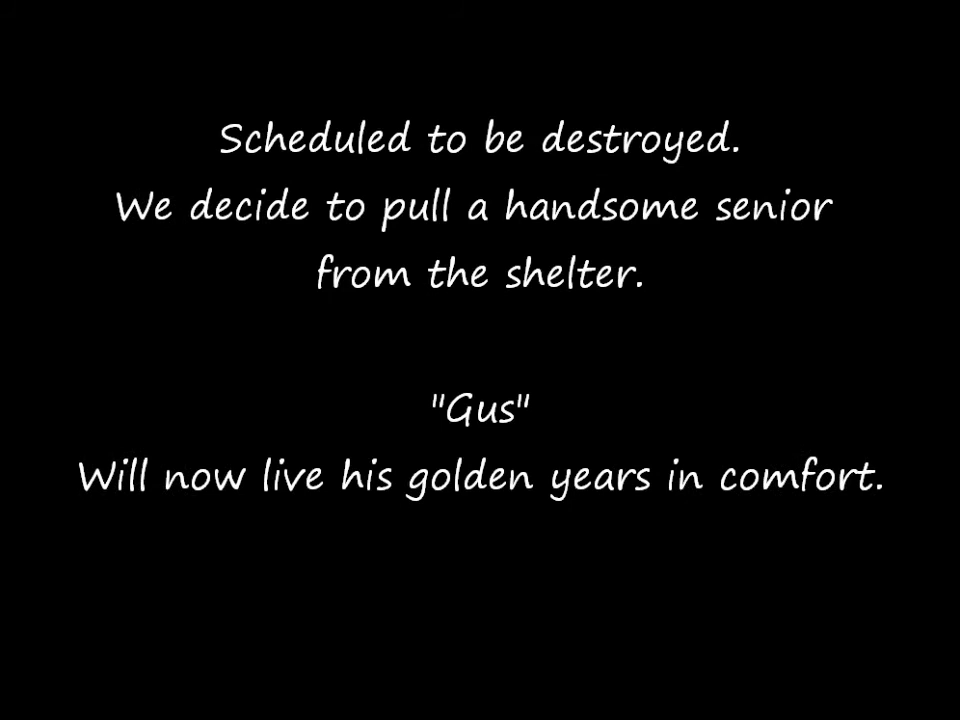 Scheduled to be destroyed.
We decide to pull a handsome senior
from the shelter.
"Gus"
Will now live his golden years in comfort.